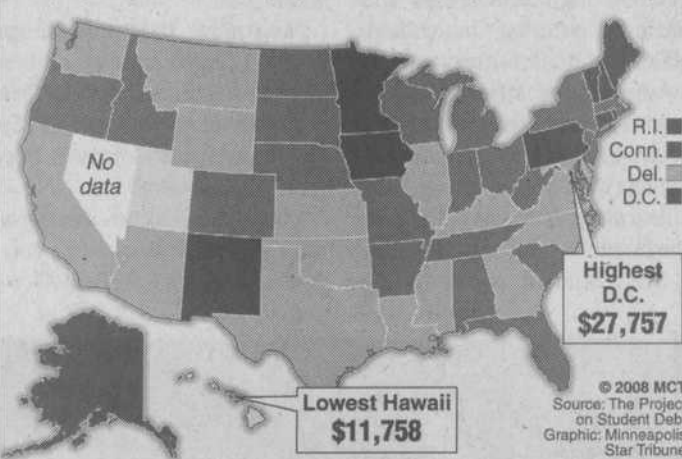 No
data
R.I.
Conn.
Del.
D.C.
Highest
D.C.
$27,757
Lowest Hawaii
$11,758
© 2008 MCT
Source: The Project
on Student Debt
Graphic: Minneapolis
Star Tribune